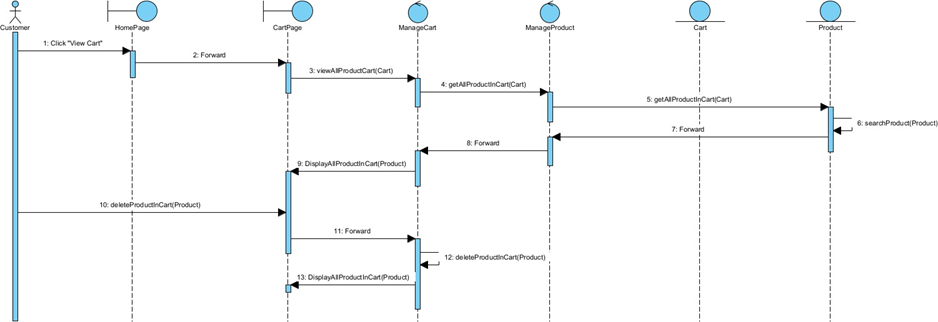 Customer
HomePage
CartPage
ManageCart
ManageProduct
Cart
Product
1: Click "View Cart"
2: Forward
3: viewAllProductCart(Cart)
4: getAllProductInCart(Cart)
5: getAllProductInCart(Cart)
6: searchProduct(Product)
7: Forward
8: Forward
9: DisplayAllProductInCart(Product)
10: deleteProductInCart(Product)
11: Forward
12: deleteProductInCart(Product)
13: DisplayAllProductInCart(Product)